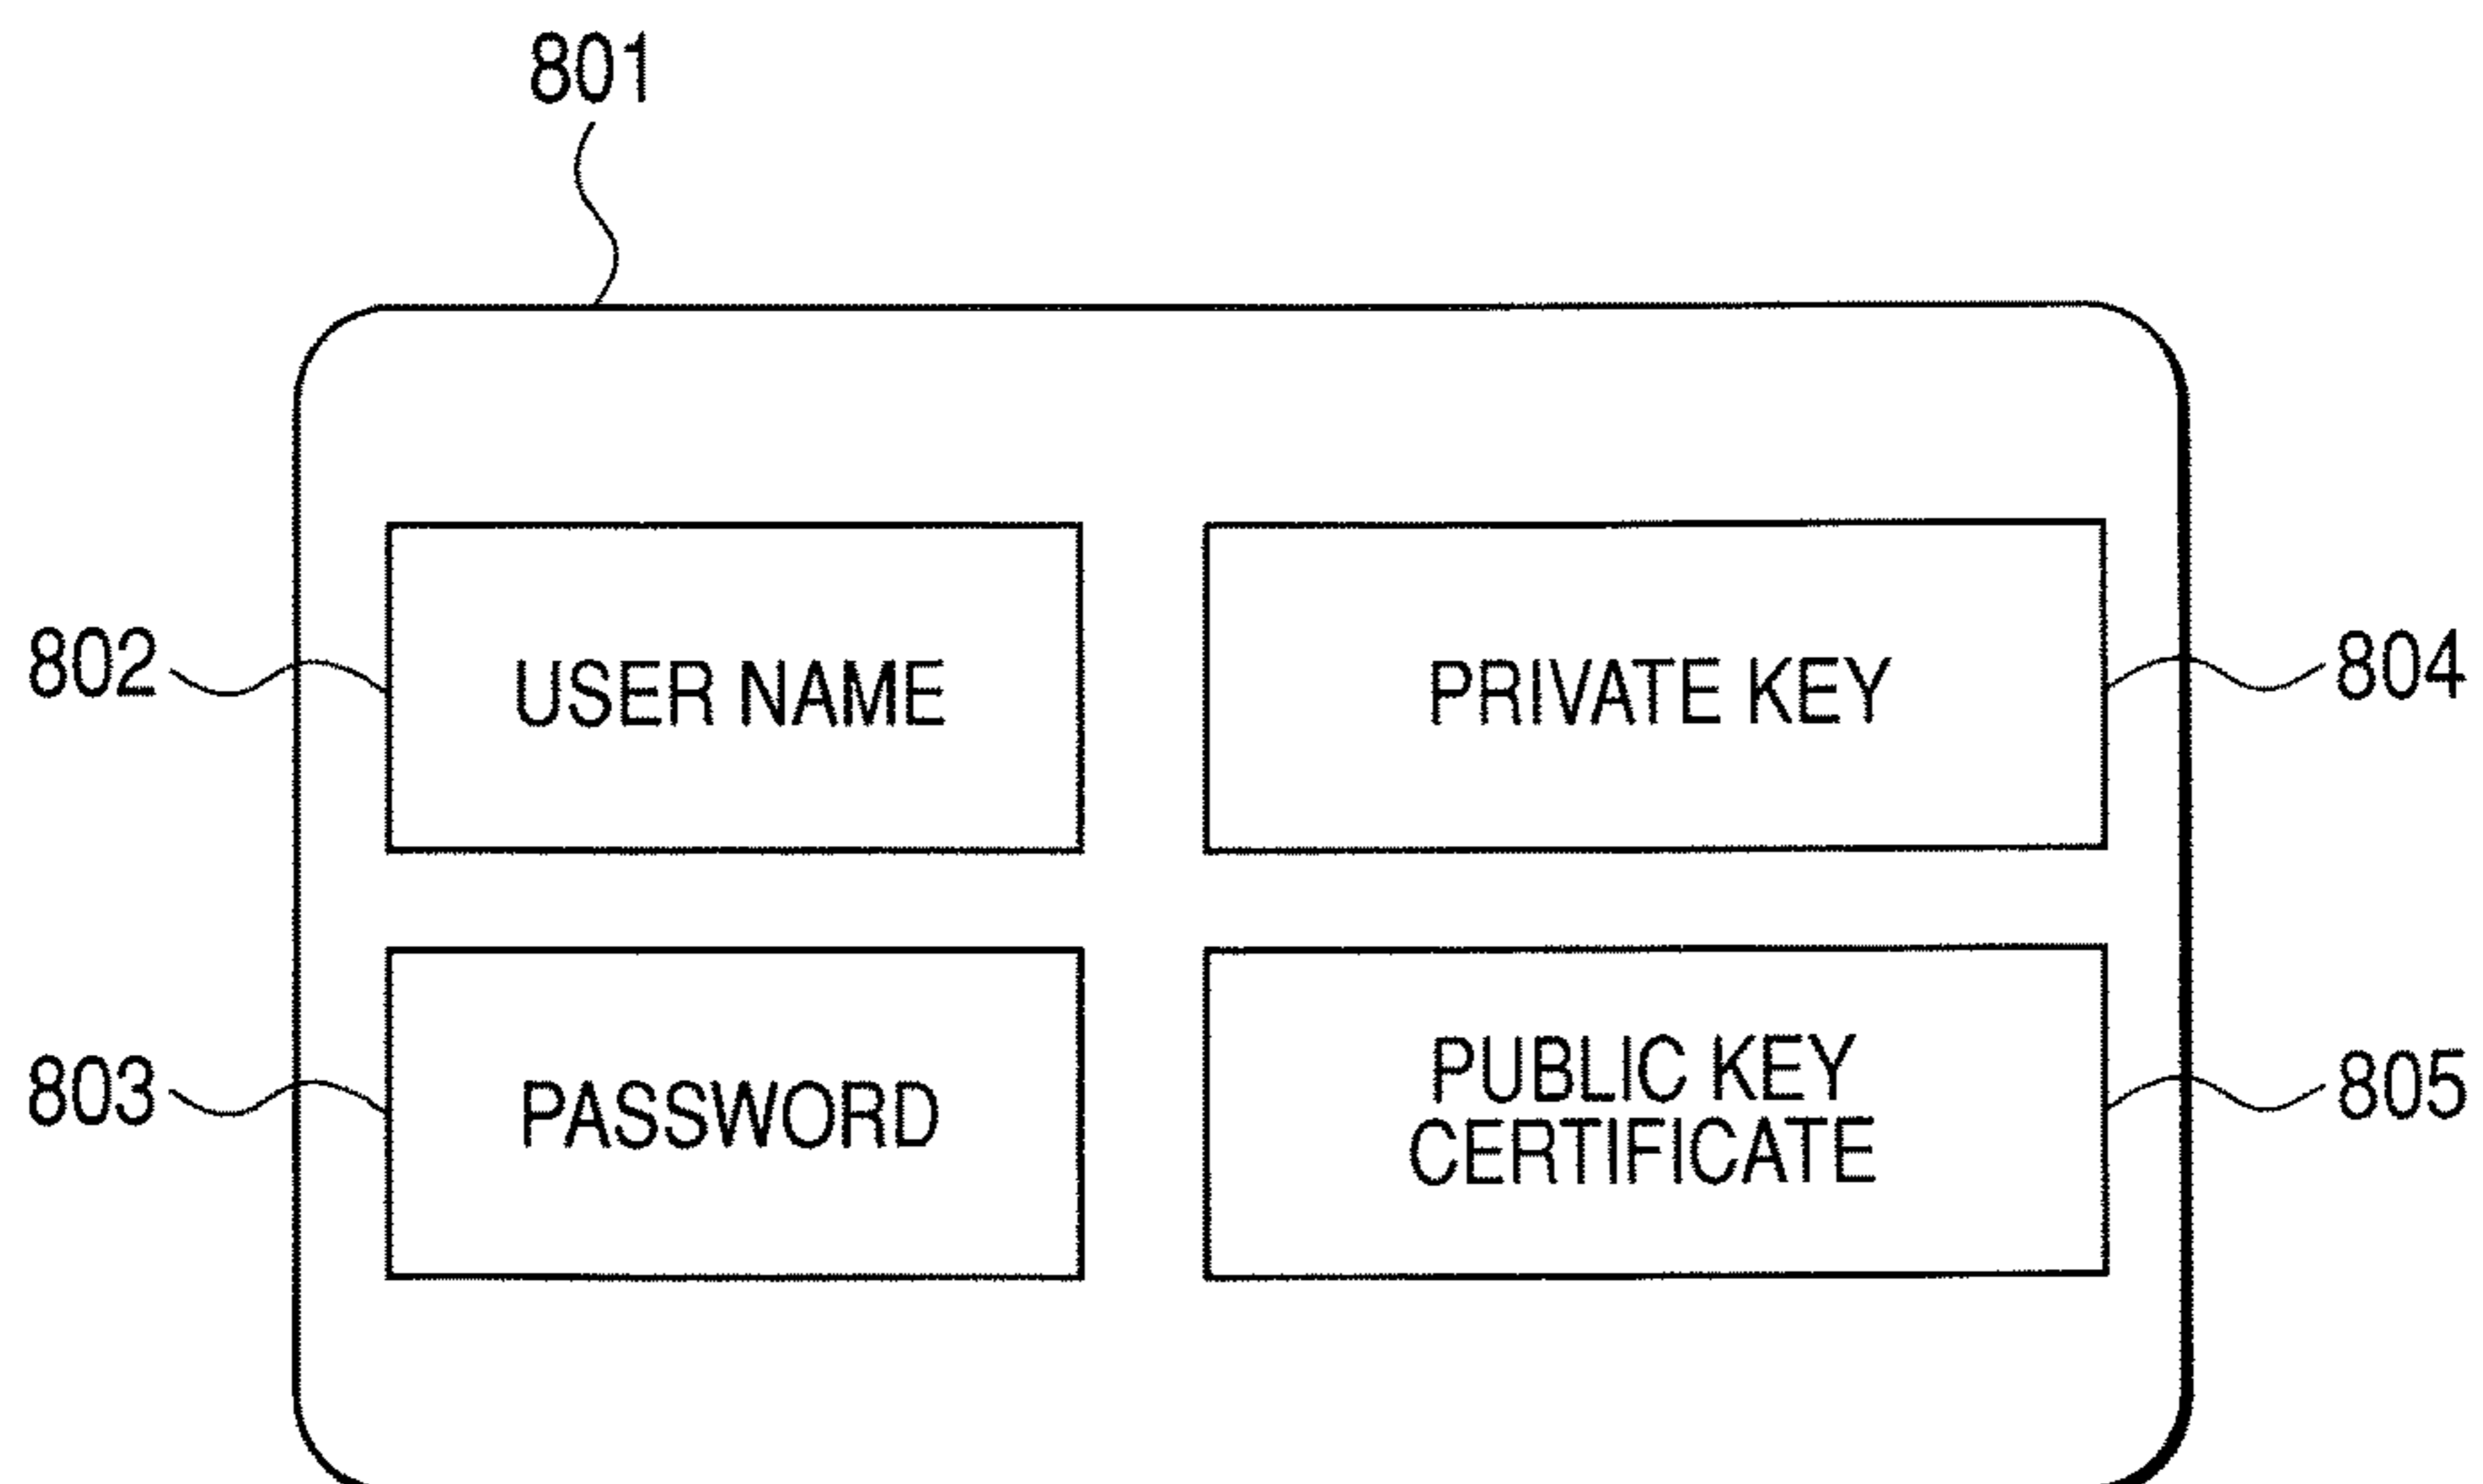 801
802
USER NAME
PRIVATE KEY
804
803
PASSWORD
PUBLIC KEY
CERTIFICATE
805